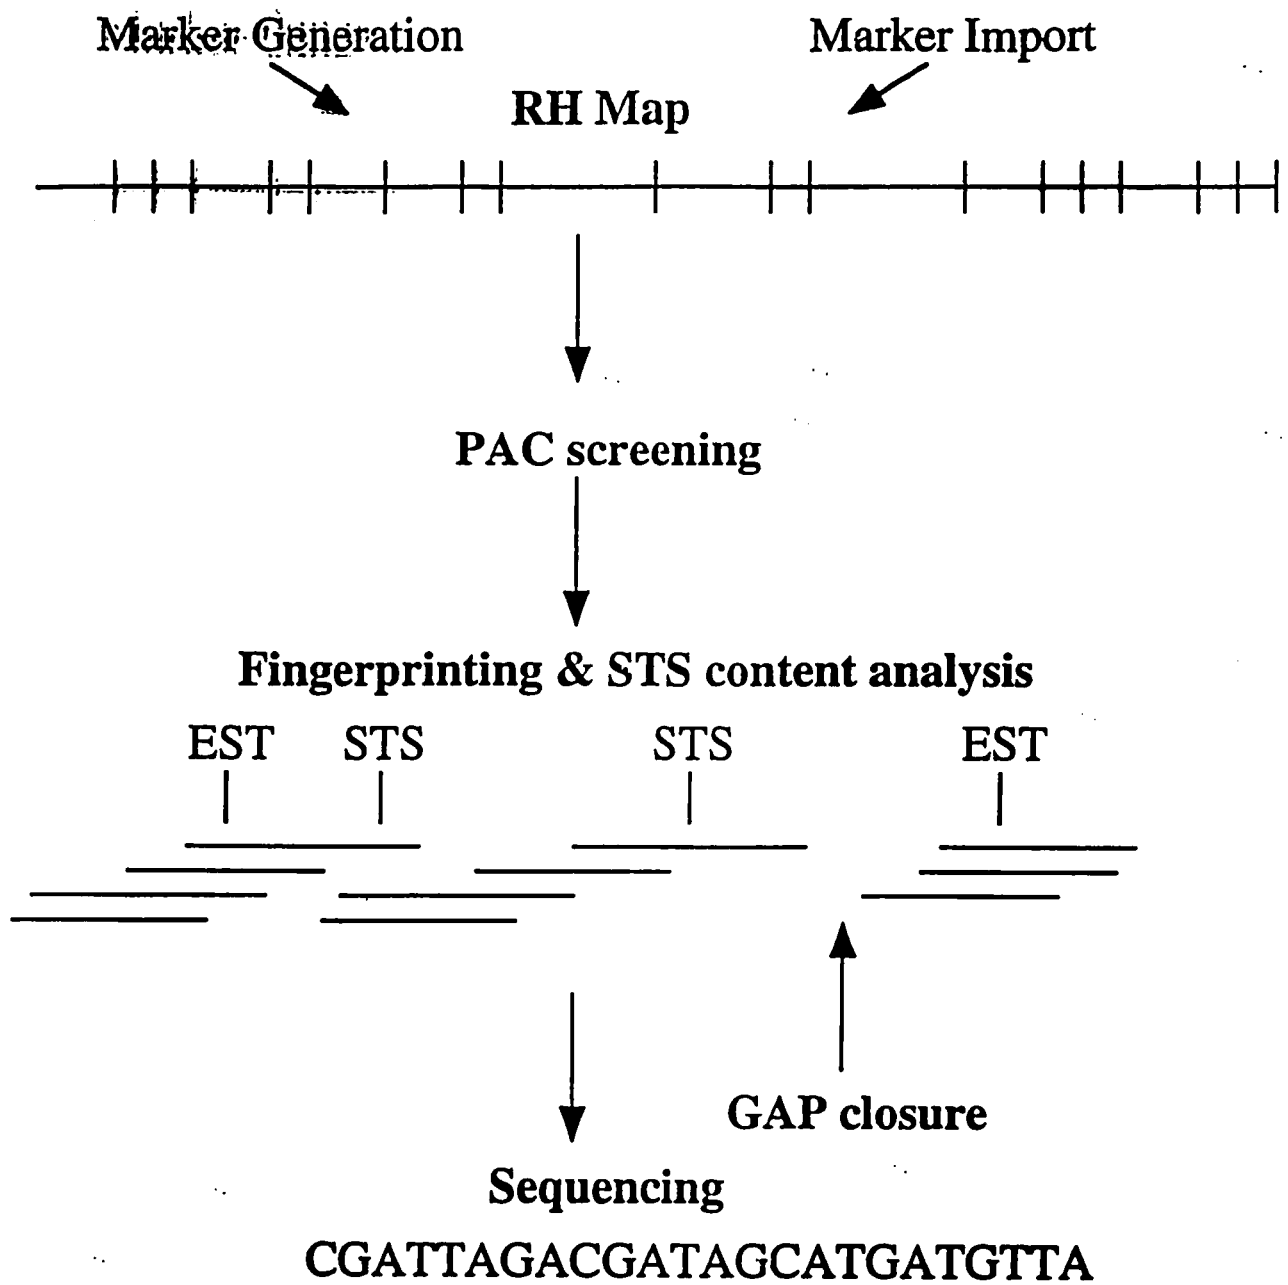 Marker Generation Marker Import
RH Map
PAC screening
Fingerprinting & STS content analysis
EST STS STS EST
GAP closure
Sequencing
CGATTAGACGATAGCATGATGTTA